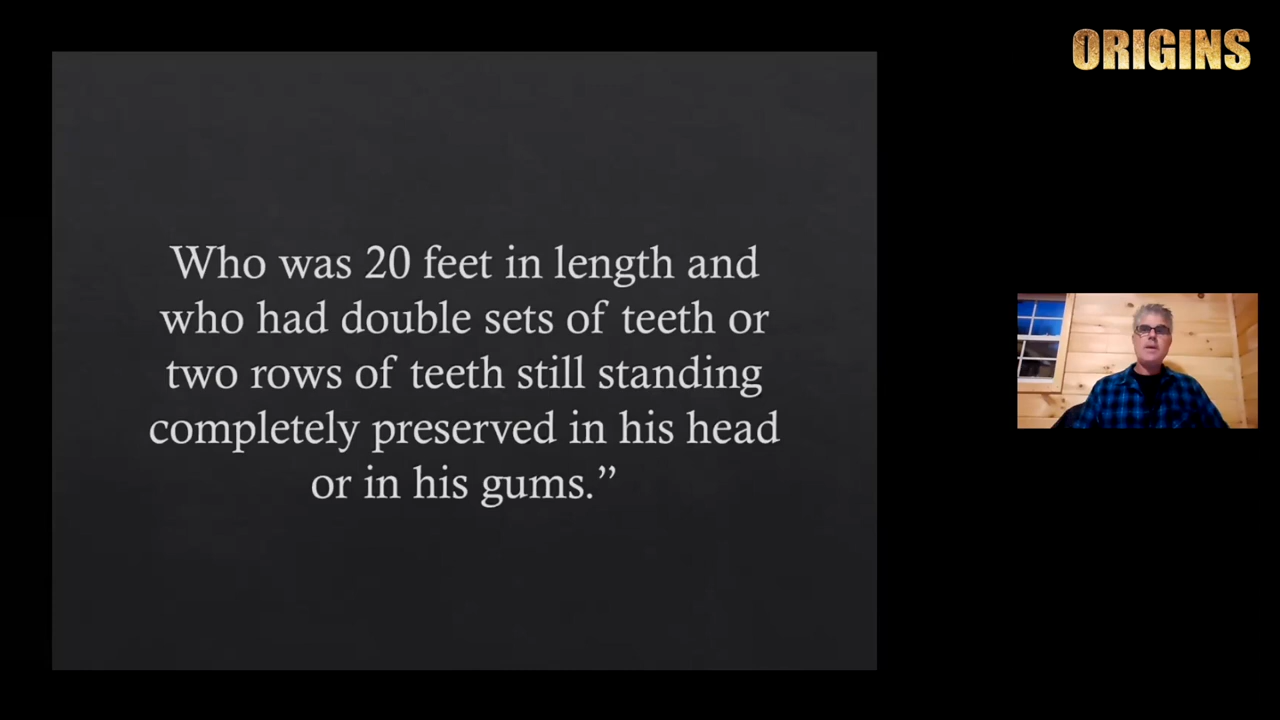 ORIGINS
Who was 20 feet in length and
who had double sets of teeth or
two rows of teeth still standing
completely preserved in his head
or in his gums.”